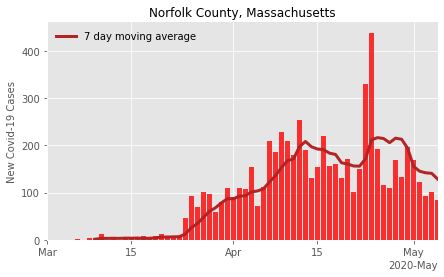 Norfolk County, Massachusetts
7 day moving average
New Covid-19 Cases
400
300
200
100
0
Mar
15
Apr
15
May
2020-May